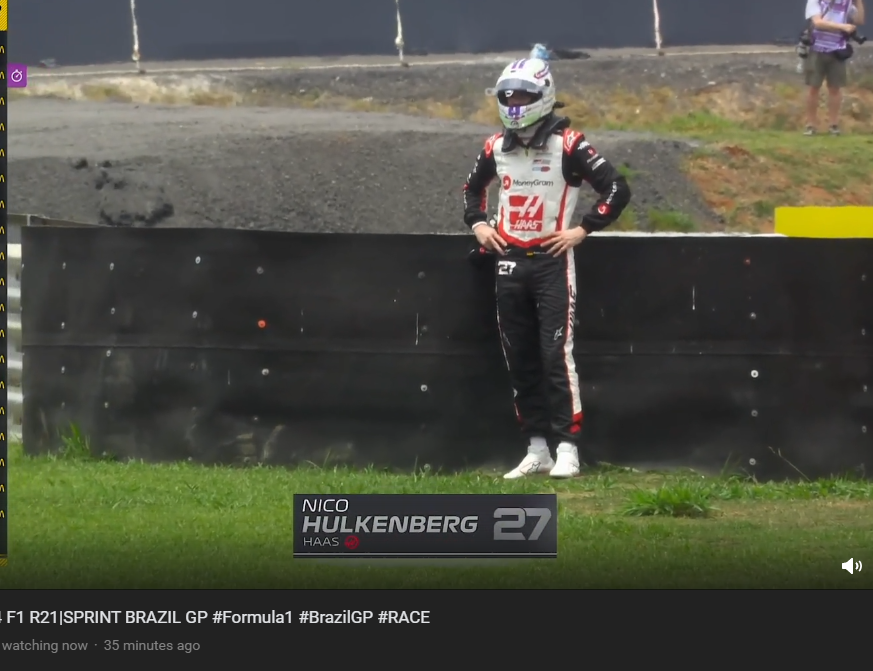 MoneyGram
HAAS
27
NICO
HULKENBERG 27
HAAS
F1 R21|SPRINT BRAZIL GP #Formula1 #BrazilGP #RACE
watching now · 35 minutes ago